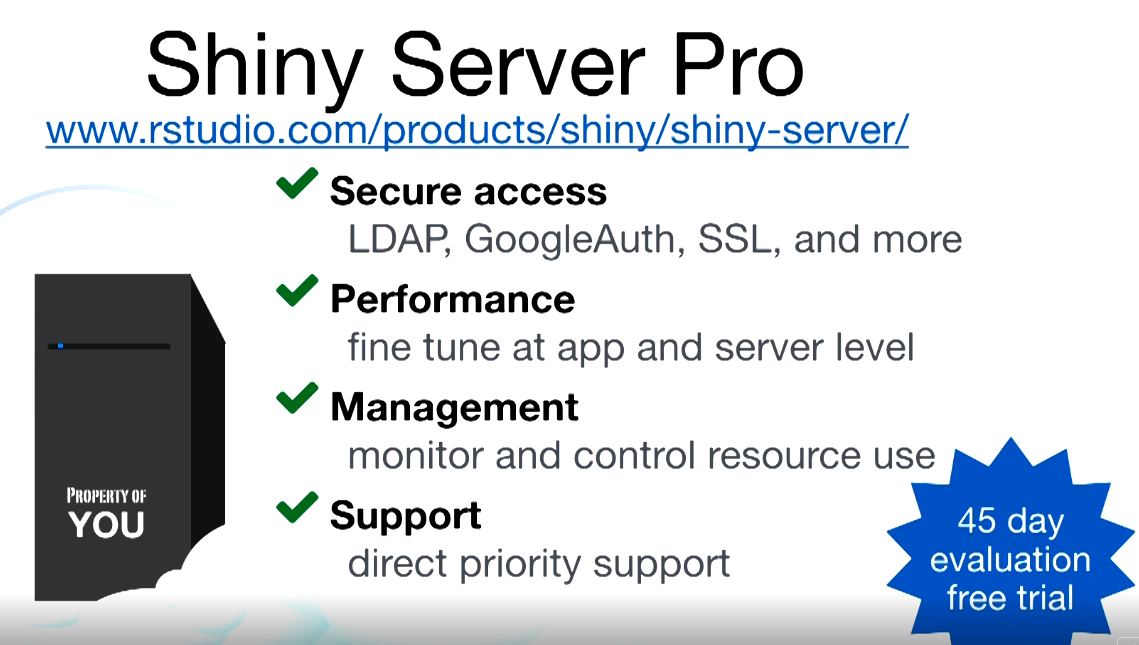 Shiny Server Pro
www.rstudio.com/products/shiny/shiny-server/
Secure access
LDAP, GoogleAuth, SSL, and more
Performance
fine tune at app and server level
Management
monitor and control resource use
Support
direct priority support
PROPERTY OF
YOU
45 day
evaluation
free trial